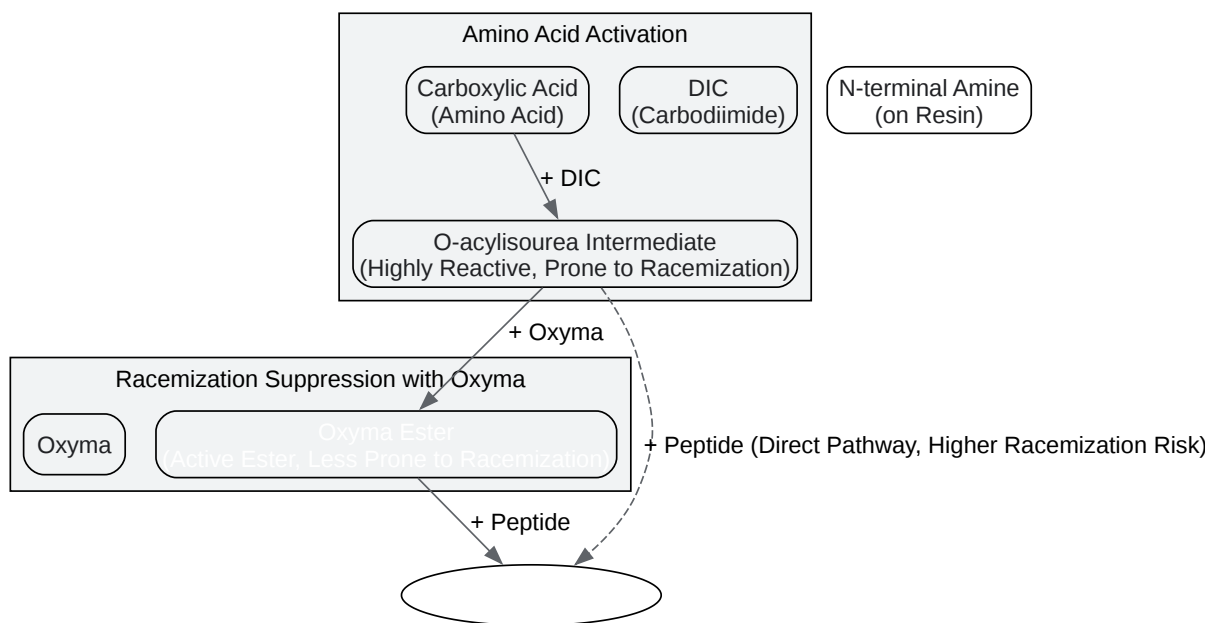 Amino Acid Activation
Carboxylic Acid
(Amino Acid)
DIC
(Carbodiimide)
N-terminal Amine
(on Resin)
+ DIC
O-acylisourea Intermediate
(Highly Reactive, Prone to Racemization)
+ Oxyma
Racemization Suppression with Oxyma
Oxyma
Oxyma Ester
(Active Ester, Less Prone to Racemization)
+ Peptide (Direct Pathway, Higher Racemization Risk)
+ Peptide